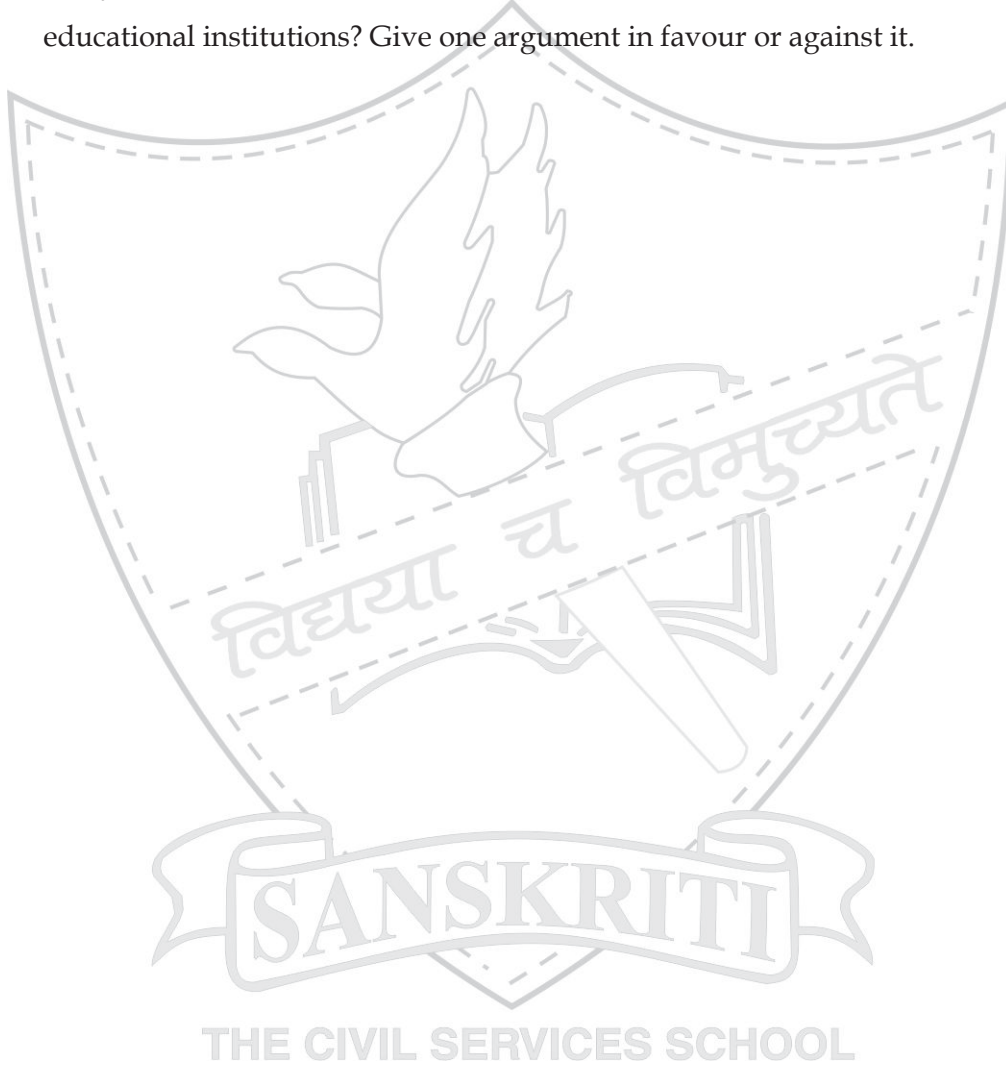 educational institutions? Give one argument in favour or against it.
विद्यया च विमुच्यते
SANSKRITI
THE CIVIL SERVICES SCHOOL